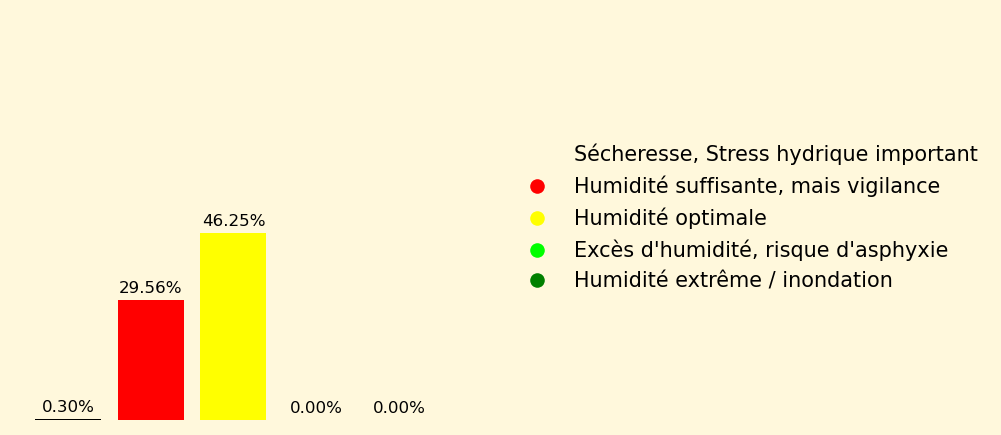 Sécheresse, Stress hydrique important
Humidité suffisante, mais vigilance
Humidité optimale
Excès d'humidité, risque d'asphyxie
Humidité extrême / inondation
46.25%
29.56%
0.30%
0.00%
0.00%